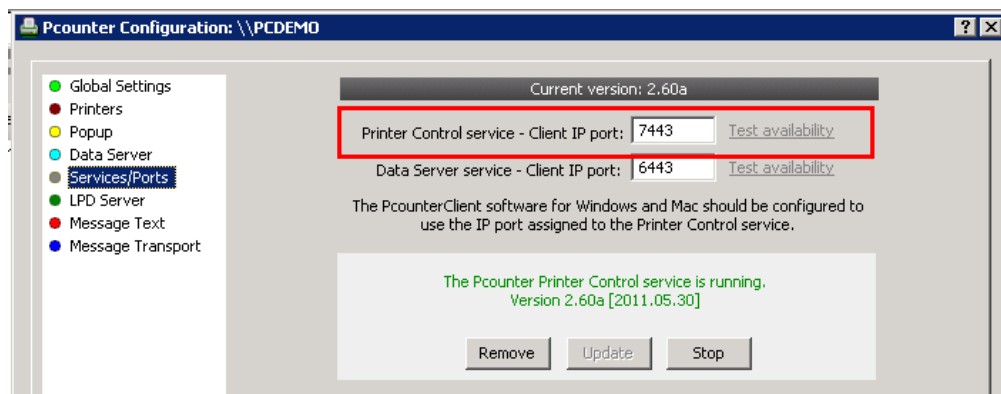 Pcounter Configuration: \\PCDEMO
Global Settings
Printers
Popup
Data Server
Services/Ports
LPD Server
Message Text
Message Transport
Current version: 2.60a
Printer Control service - Client IP port: 7443 Test availability
Data Server service - Client IP port: 6443 Test availability
The PcounterClient software for Windows and Mac should be configured to
use the IP port assigned to the Printer Control service.
The Pcounter Printer Control service is running.
Version 2.60a [2011.05.30]
Remove Update Stop